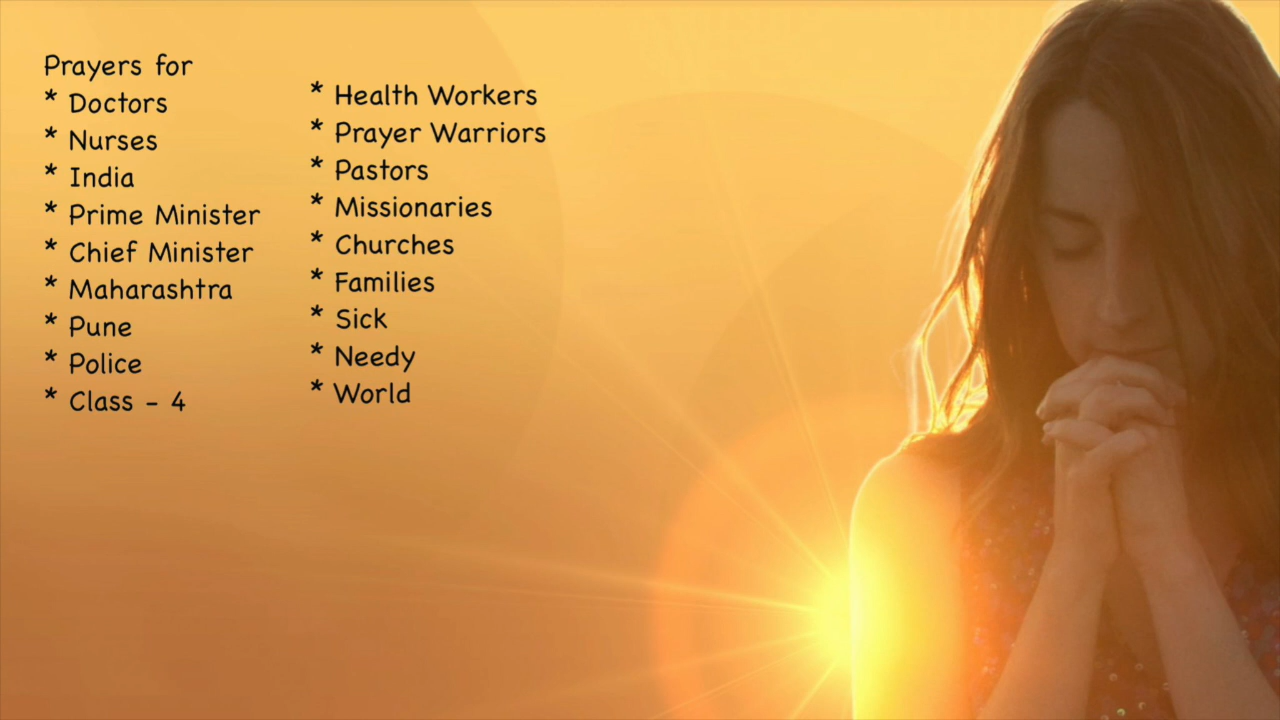 Prayers for
* Doctors
* Nurses
* India
* Prime Minister
* Chief Minister
* Maharashtra
* Pune
* Police
* Class - 4
* Health Workers
* Prayer Warriors
* Pastors
* Missionaries
* Churches
* Families
* Sick
* Needy
* World